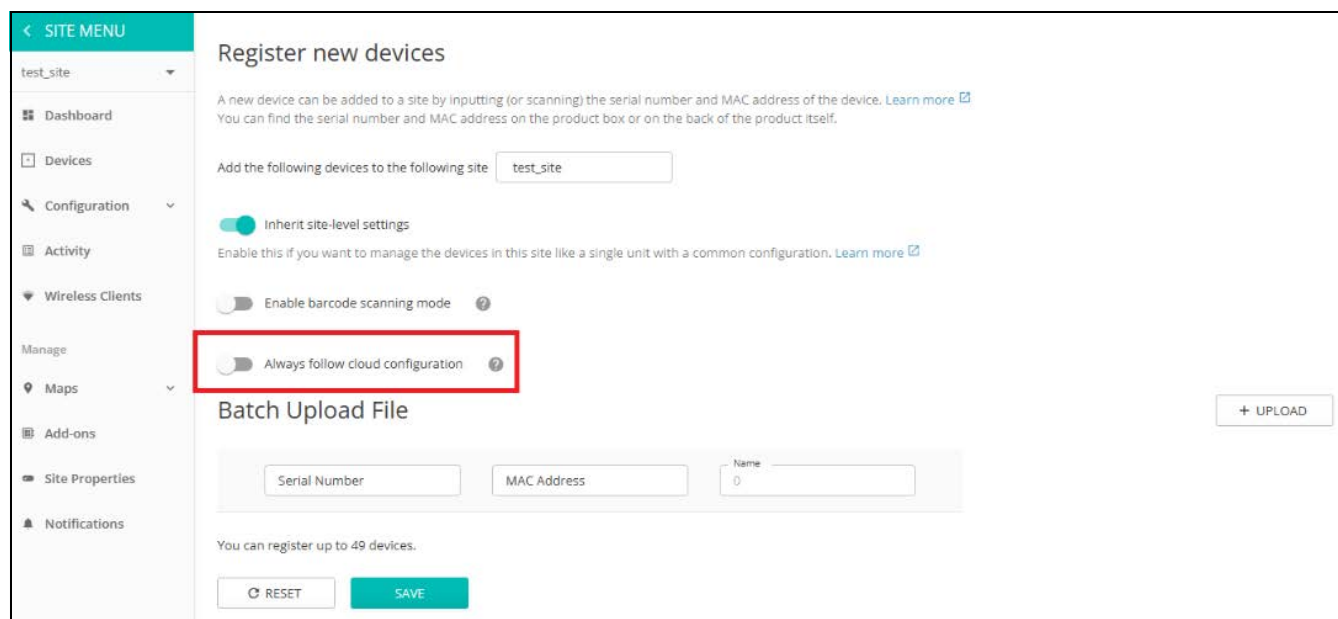 SITE MENU
test_site
Dashboard
Devices
Configuration
Activity
Wireless Clients
Manage
Maps
Add-ons
Site Properties
Notifications
Register new devices
A new device can be added to a site by inputting (or scanning) the serial number and MAC address of the device. Learn more
You can find the serial number and MAC address on the product box or on the back of the product itself.
Add the following devices to the following site test_site
Inherit site-level settings
Enable this if you want to manage the devices in this site like a single unit with a common configuration. Learn more
Enable barcode scanning mode ?
Always follow cloud configuration ?
Batch Upload File
+ UPLOAD
Serial Number
MAC Address
Name
0
You can register up to 49 devices.
RESET
SAVE